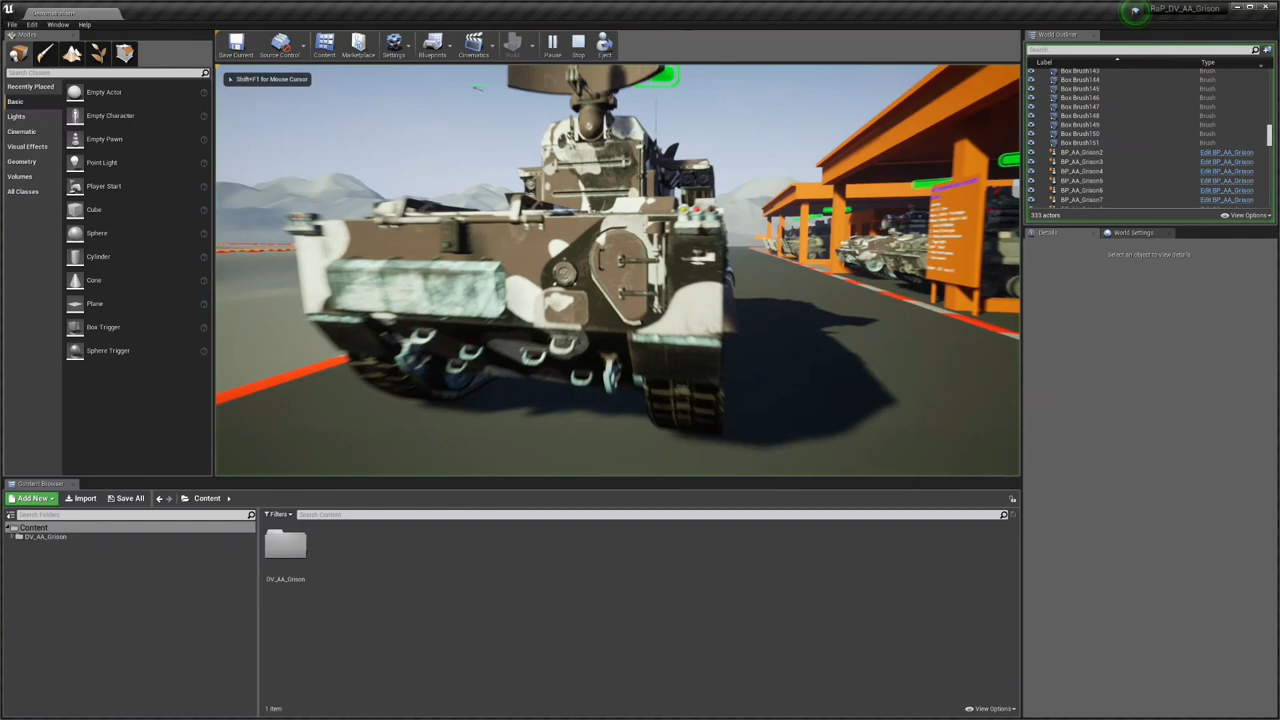 Demonstration
RaP_DV_AA_Grison
File Edit Window Help
Modes
Search Classes
Recently Placed
Basic
Lights
Cinematic
Visual Effects
Geometry
Volumes
All Classes
Empty Actor
Empty Character
Empty Pawn
Point Light
Player Start
Cube
Sphere
Cylinder
Cone
Plane
Box Trigger
Sphere Trigger
Save Current
Source Control
Content
Marketplace
Settings
Blueprints
Cinematics
Build
Pause
Stop
Eject
Shift+F1 for Mouse Cursor
World Outliner
Search...
Label Type
Box Brush143 Brush
Box Brush144 Brush
Box Brush145 Brush
Box Brush146 Brush
Box Brush147 Brush
Box Brush148 Brush
Box Brush149 Brush
Box Brush150 Brush
Box Brush151 Brush
BP_AA_Grison2 Edit BP_AA_Grison
BP_AA_Grison3 Edit BP_AA_Grison
BP_AA_Grison4 Edit BP_AA_Grison
BP_AA_Grison5 Edit BP_AA_Grison
BP_AA_Grison6 Edit BP_AA_Grison
BP_AA_Grison7 Edit BP_AA_Grison
333 actors
View Options
Details
World Settings
Select an object to view details
Content Browser
Add New
Import
Save All
Content
Search Folders
Filters
Search Content
Content
DV_AA_Grison
DV_AA_Grison
1 item
View Options